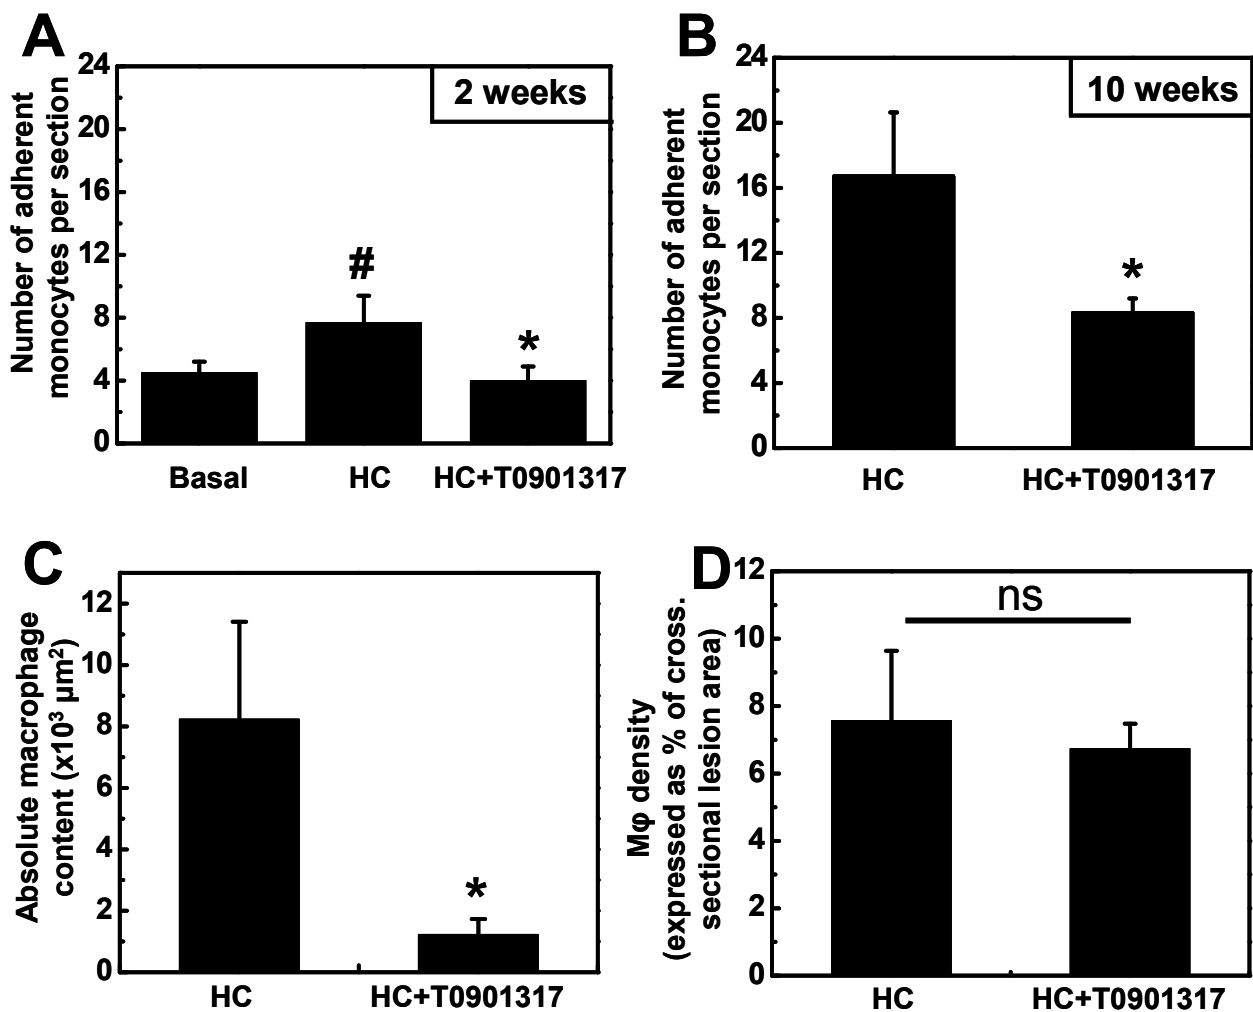 A
Number of adherent
monocytes per section
24
20
16
12
8
4
0
2 weeks
#
*
Basal
HC
HC+T0901317
B
Number of adherent
monocytes per section
24
20
16
12
8
4
0
10 weeks
*
HC
HC+T0901317
C
Absolute macrophage
content (x10³ µm²)
12
10
8
6
4
2
0
*
HC
HC+T0901317
D
Mφ density
(expressed as % of cross.
sectional lesion area)
12
10
8
6
4
2
0
ns
HC
HC+T0901317